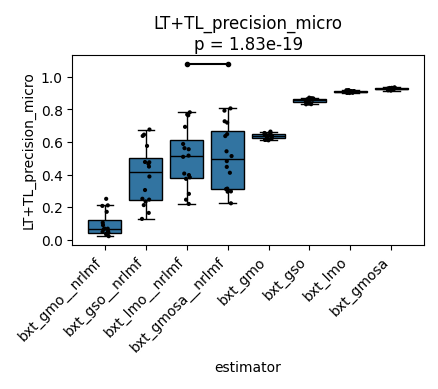 LT+TL_precision_micro
p = 1.83e-19
LT+TL_precision_micro
1.0
0.8
0.6
0.4
0.2
0.0
bxt_gmo__nrlmf
bxt_gso__nrlmf
bxt_lmo__nrlmf
bxt_gmosa__nrlmf
bxt_gmo
bxt_gso
bxt_lmo
bxt_gmosa
estimator